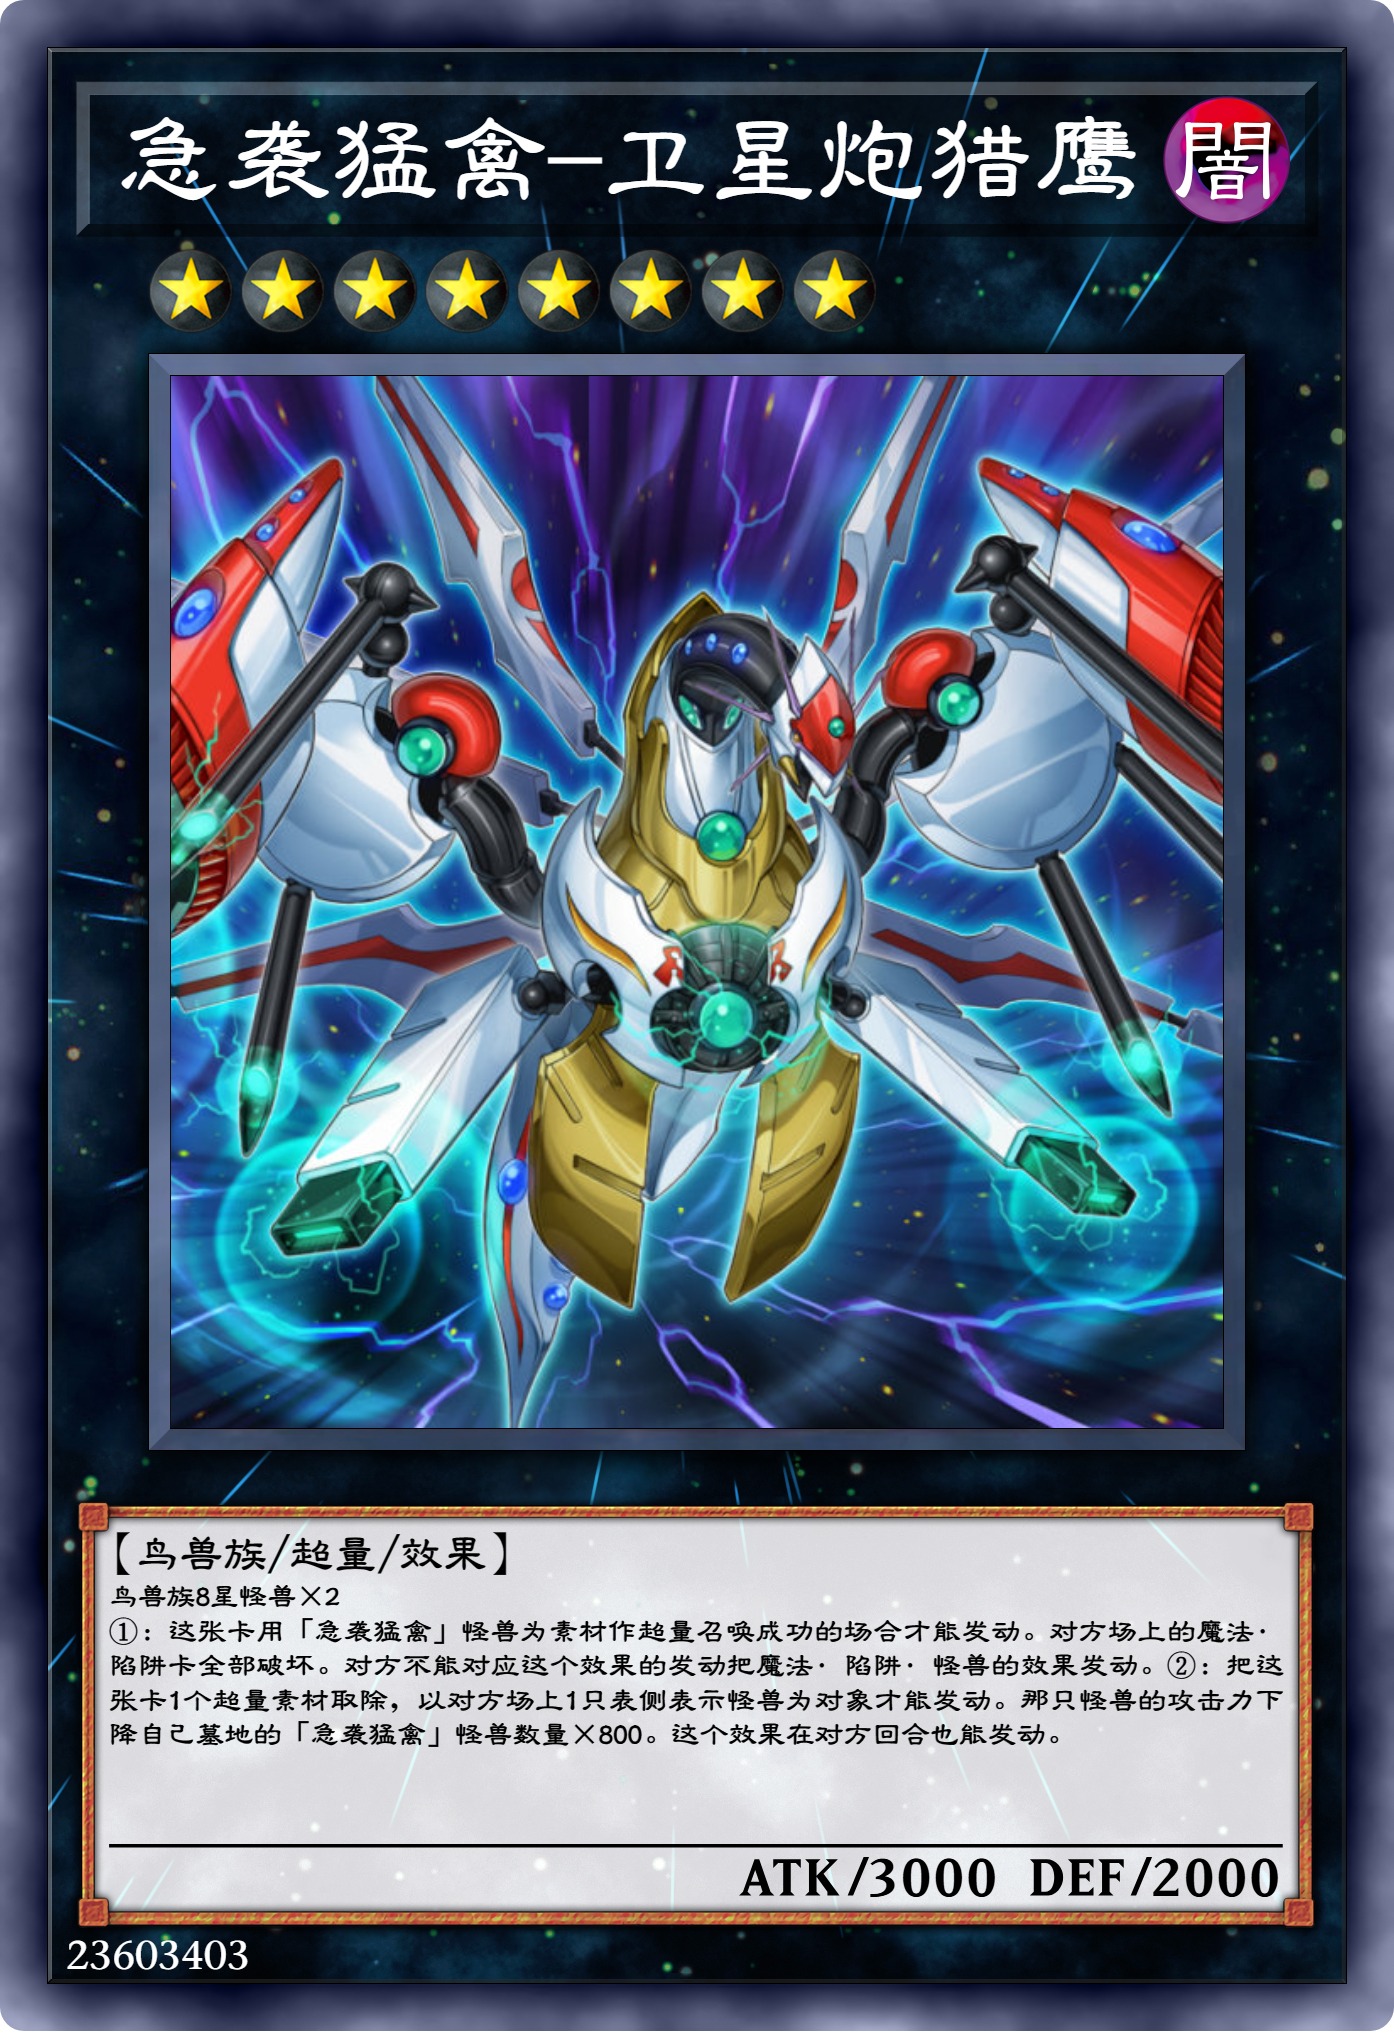 急袭猛禽-卫星炮猎鹰 闇
【鸟兽族/超量/效果】
鸟兽族8星怪兽×2
①：这张卡用「急袭猛禽」怪兽为素材作超量召唤成功的场合才能发动。对方场上的魔法·
陷阱卡全部破坏。对方不能对应这个效果的发动把魔法·陷阱·怪兽的效果发动。②：把这
张卡1个超量素材取除，以对方场上1只表侧表示怪兽为对象才能发动。那只怪兽的攻击力下
降自己墓地的「急袭猛禽」怪兽数量×800。这个效果在对方回合也能发动。
ATK/3000 DEF/2000
23603403